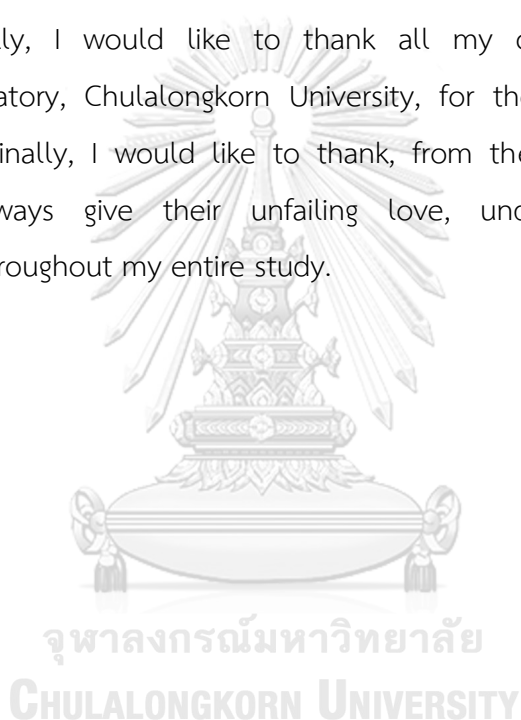 lly, I would like to thank all my c
atory, Chulalongkorn University, for the
inally, I would like to thank, from the
ways give their unfailing love, und
roughout my entire study.
จุฬาลงกรณ์มหาวิทยาลัย
CHULALONGKORN UNIVERSITY